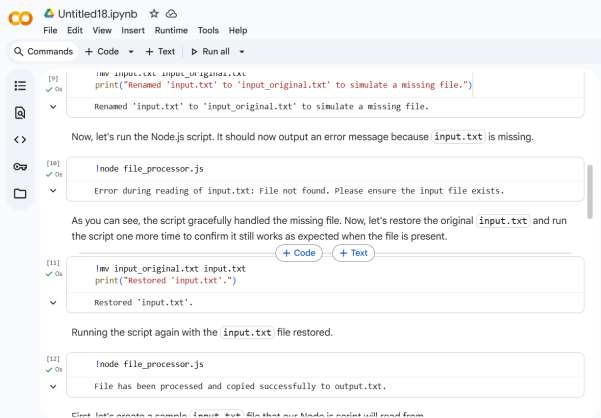 Untitled18.ipynb
File Edit View Insert Runtime Tools Help
Commands + Code + Text Run all
[9] !mv input.txt input_original.txt
0s print("Renamed 'input.txt' to 'input_original.txt' to simulate a missing file.")
Renamed 'input.txt' to 'input_original.txt' to simulate a missing file.
Now, let's run the Node.js script. It should now output an error message because input.txt is missing.
[10] !node file_processor.js
0s
Error during reading of input.txt: File not found. Please ensure the input file exists.
As you can see, the script gracefully handled the missing file. Now, let's restore the original input.txt and run
the script one more time to confirm it still works as expected when the file is present.
+ Code + Text
[11] !mv input_original.txt input.txt
0s print("Restored 'input.txt'.")
Restored 'input.txt'.
Running the script again with the input.txt file restored.
[12] !node file_processor.js
0s
File has been processed and copied successfully to output.txt.
First, let's create a sample input.txt file that our Node.js script will read from.